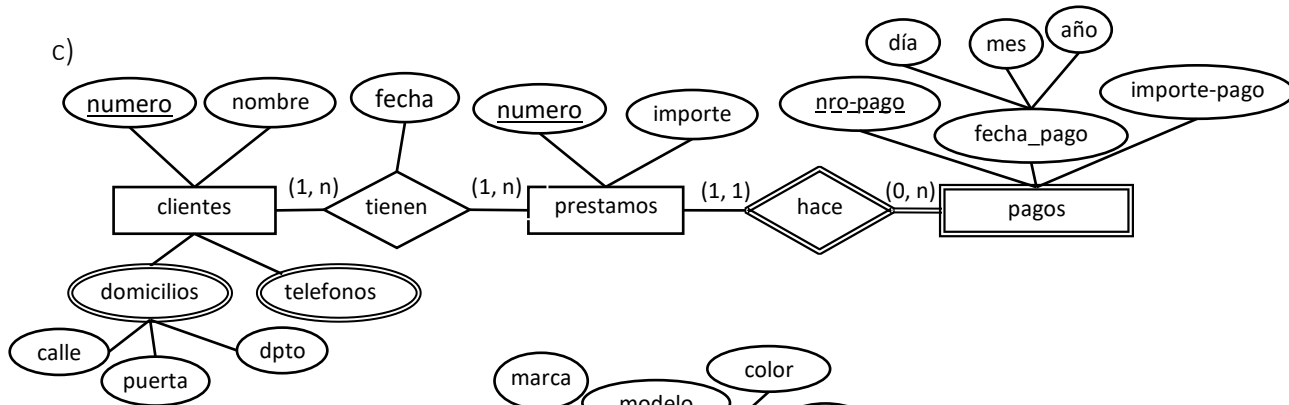 c)
día
mes
año
numero
nombre
fecha
numero
importe
nro-pago
fecha_pago
importe-pago
clientes
(1, n)
tienen
(1, n)
prestamos
(1, 1)
hace
(0, n)
pagos
domicilios
telefonos
calle
puerta
dpto
marca
modelo
color